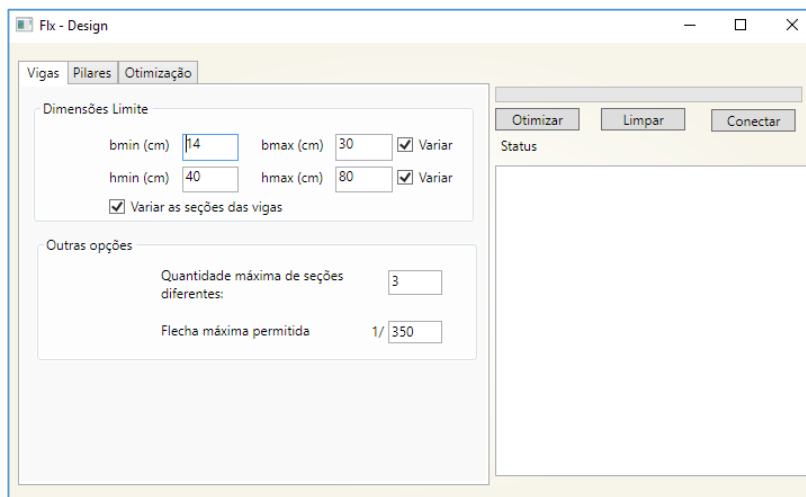 Flx - Design
Vigas Pilares Otimização
Dimensões Limite
bmin (cm) 14 bmax (cm) 30 Variar
hmin (cm) 40 hmax (cm) 80 Variar
Variar as seções das vigas
Outras opções
Quantidade máxima de seções
diferentes:
3
Flecha máxima permitida 1/ 350
Otimizar Limpar Conectar
Status